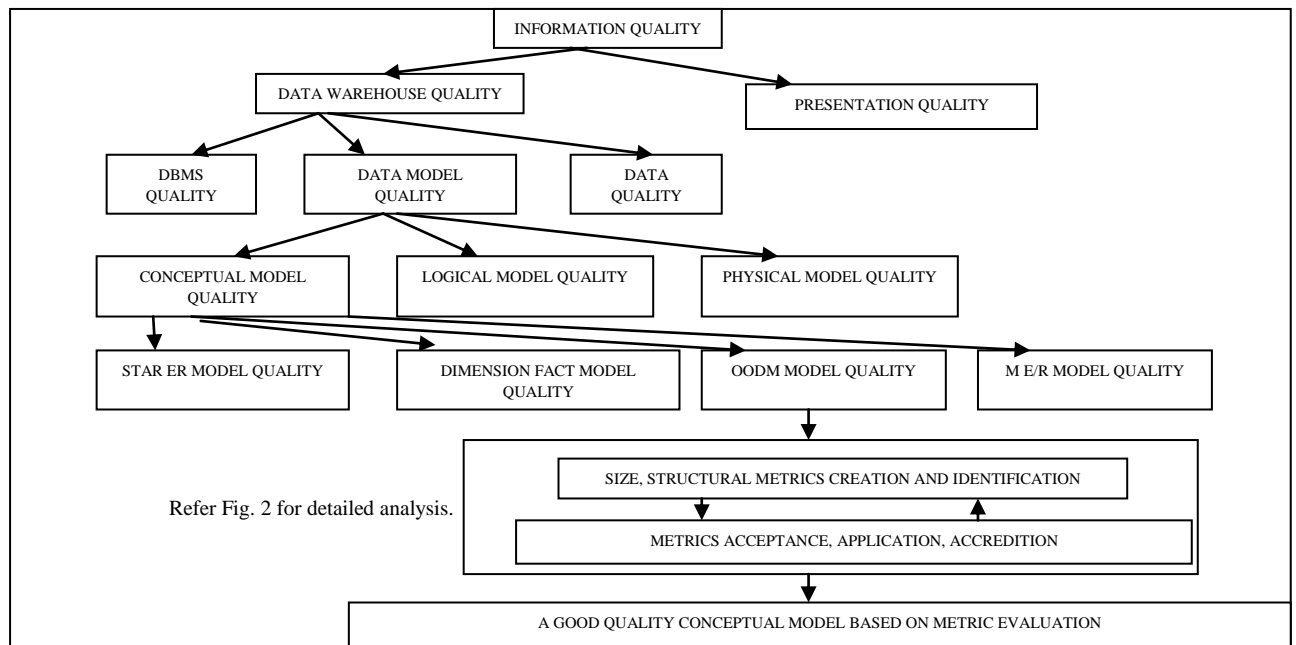 INFORMATION QUALITY
DATA WAREHOUSE QUALITY
PRESENTATION QUALITY
DBMS
QUALITY
DATA MODEL
QUALITY
DATA
QUALITY
CONCEPTUAL MODEL
QUALITY
LOGICAL MODEL QUALITY
PHYSICAL MODEL QUALITY
STAR ER MODEL QUALITY
DIMENSION FACT MODEL
QUALITY
OODM MODEL QUALITY
M E/R MODEL QUALITY
SIZE, STRUCTURAL METRICS CREATION AND IDENTIFICATION
Refer Fig. 2 for detailed analysis.
METRICS ACCEPTANCE, APPLICATION, ACCREDITION
A GOOD QUALITY CONCEPTUAL MODEL BASED ON METRIC EVALUATION